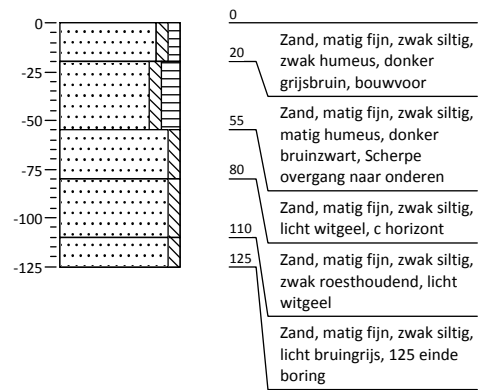 0
-25
-50
-75
-100
-125
0
Zand, matig fijn, zwak siltig,
zwak humeus, donker
grijsbruin, bouwvoor
20
Zand, matig fijn, zwak siltig,
matig humeus, donker
bruinzwart, Scherpe
overgang naar onderen
55
Zand, matig fijn, zwak siltig,
licht witgeel, c horizont
80
Zand, matig fijn, zwak siltig,
zwak roesthoudend, licht
witgeel
110
Zand, matig fijn, zwak siltig,
licht bruingrijs, 125 einde
boring
125